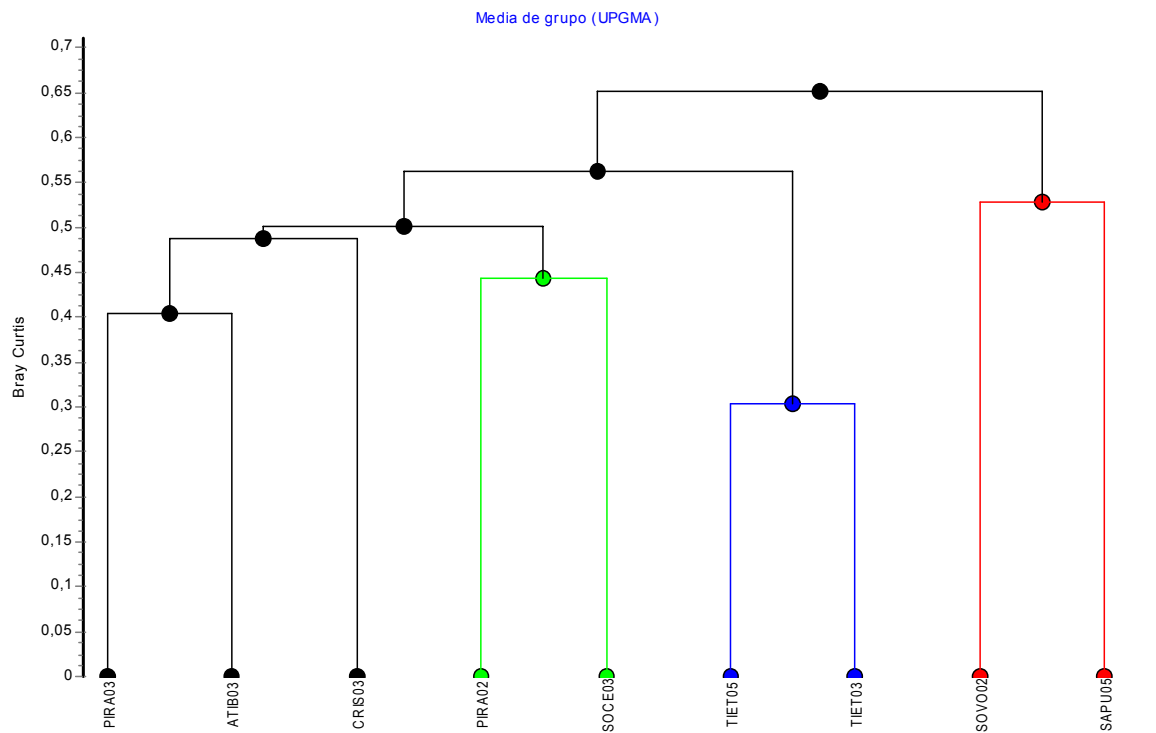 Media de grupo (UPGMA)
0,7
0,65
0,6
0,55
0,5
0,45
0,4
0,35
0,3
0,25
0,2
0,15
0,1
0,05
0
Bray Curtis
PIRA03
ATIB03
CRIS03
PIRA02
SOCE03
TIET05
TIET03
SOVO02
SAPU05